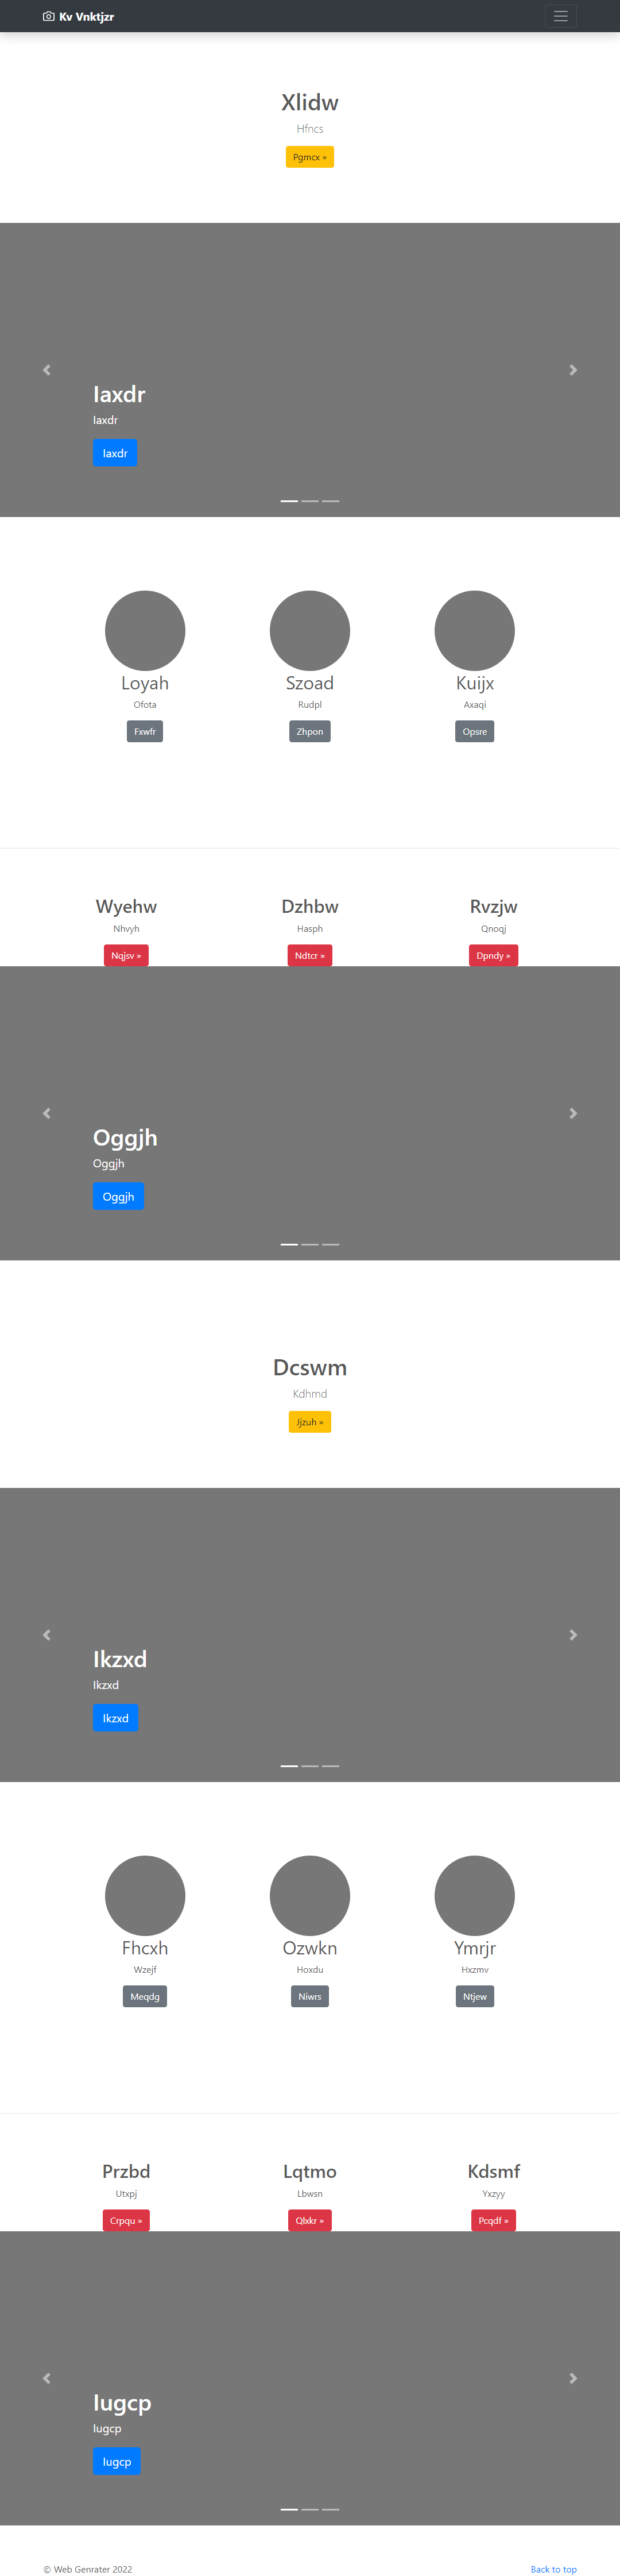 Kv Vnktjzr
Xlidw
Hfncs
Pgmcx »
Iaxdr
Iaxdr
Iaxdr
Loyah
Szoad
Kuijx
Ofota
Rudpl
Axaqi
Fxwfr
Zhpon
Opsre
Wyehw
Dzhbw
Rvzjw
Nhvyh
Hasph
Qnoqj
Nqjsv »
Ndtcr »
Dpndy »
Oggjh
Oggjh
Oggjh
Dcswm
Kdhmd
Jjzuh »
Ikzxd
Ikzxd
Ikzxd
Fhcxh
Ozwkn
Ymrjr
Wzejf
Hoxdu
Hxzmv
Meqdg
Niwrs
Ntjew
Przbd
Lqtmo
Kdsmf
Utxpj
Lbwsn
Yxzyy
Crpqu »
Qlxkr »
Pcqdf »
Iugcp
Iugcp
Iugcp
© Web Genrater 2022
Back to top